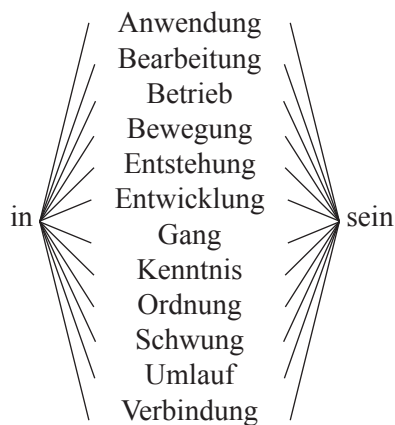 Anwendung
Bearbeitung
Betrieb
Bewegung
Entstehung
Entwicklung
in sein
Gang
Kenntnis
Ordnung
Schwung
Umlauf
Verbindung